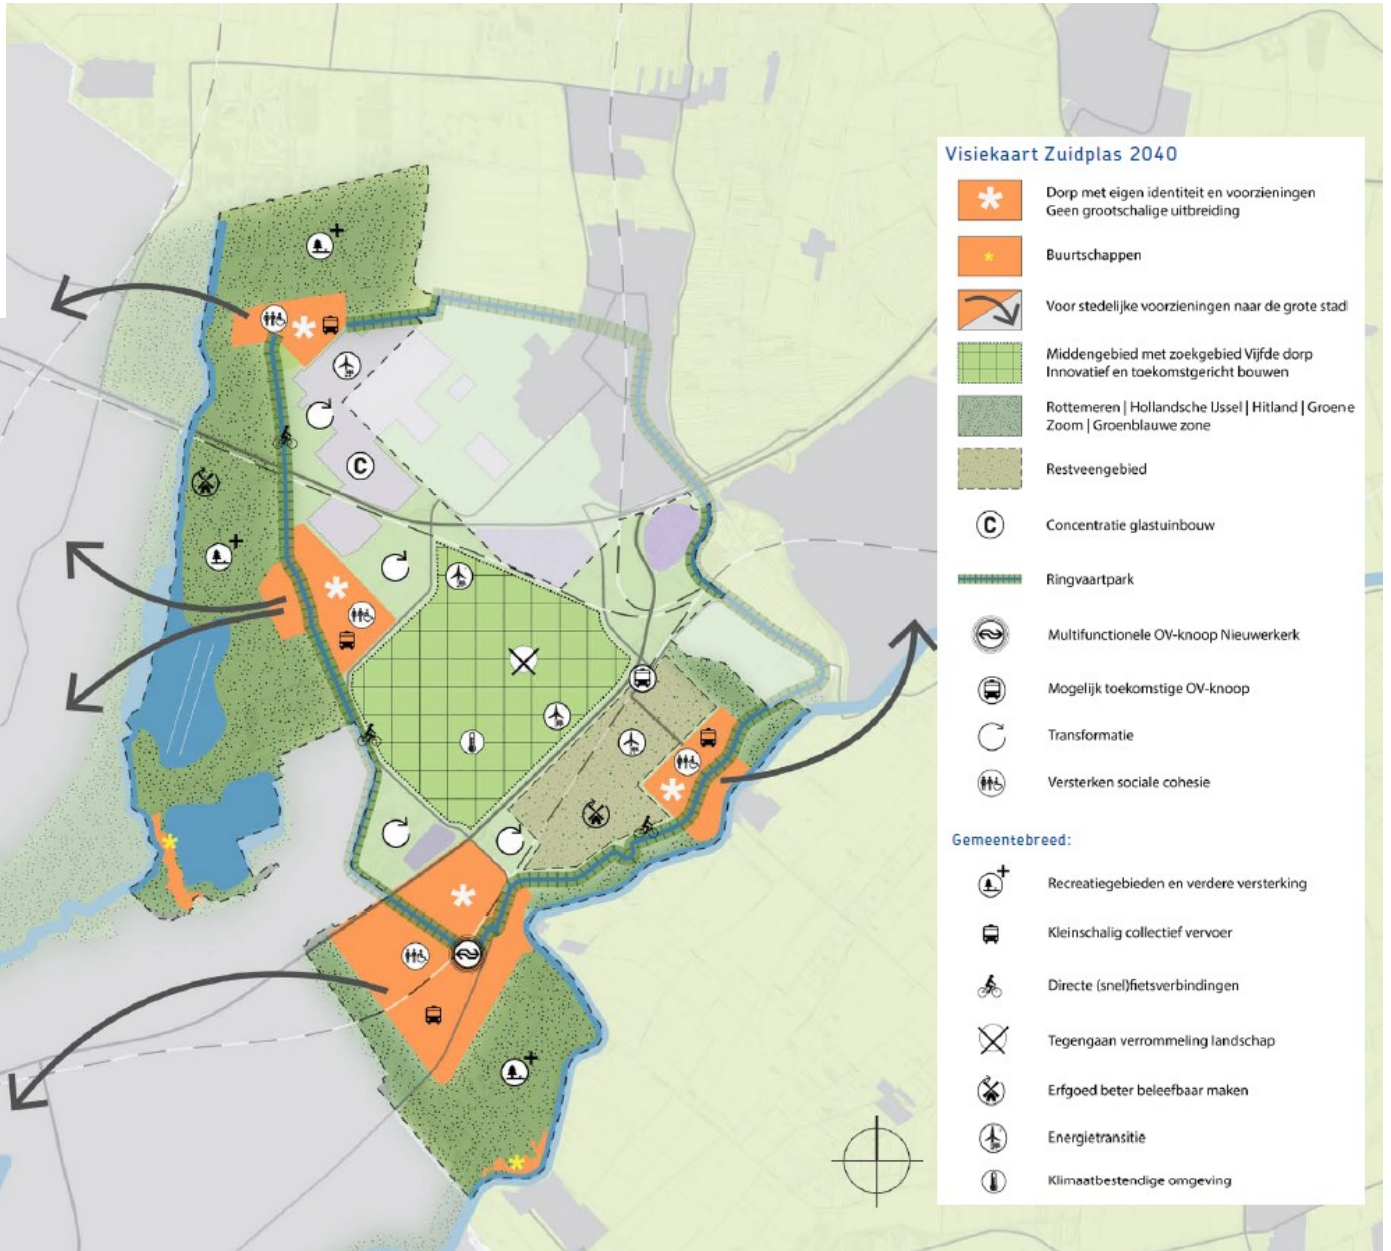 Visiekaart Zuidplas 2040
Dorp met eigen identiteit en voorzieningen
Geen grootschalige uitbreiding
Buurtschappen
Voor stedelijke voorzieningen naar de grote stad
Middengebied met zoekgebied Vijfde dorp
Innovatief en toekomstgericht bouwen
Rottemeren | Hollandsche IJssel | Hitland | Groene
Zoom | Groenblauwe zone
Restveengebied
C
Concentratie glastuinbouw
Ringvaartpark
Multifunctionele OV-knoop Nieuwerkerk
Mogelijk toekomstige OV-knoop
Transformatie
Versterken sociale cohesie
Gemeentebreed:
Recreatiegebieden en verdere versterking
Kleinschalig collectief vervoer
Directe (snel)fietsverbindingen
Tegengaan verrommeling landschap
Erfgoed beter beleefbaar maken
Energietransitie
Klimaatbestendige omgeving
C